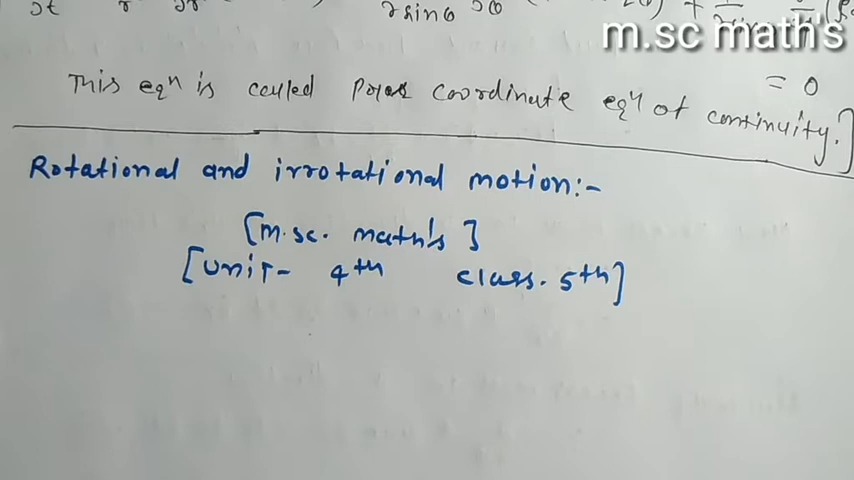 ∂t r ∂r r sinθ ∂θ
m.sc math's
= 0
This eqⁿ is called Polar coordinate eqⁿ of continuity.]
Rotational and irrotational motion:-
[m.sc. math's]
[Unit- 4th class. 5th]